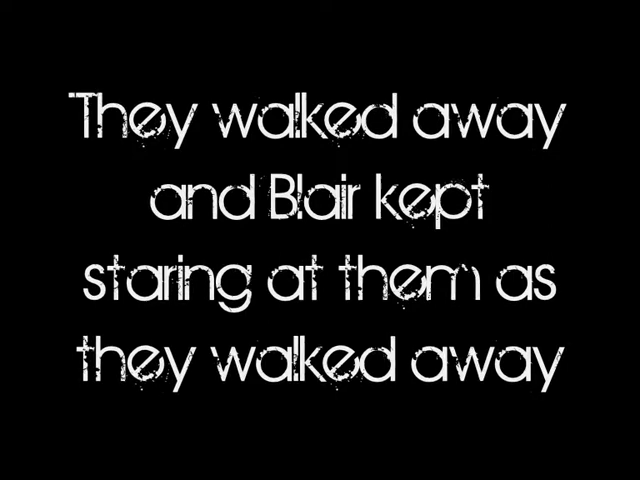 They walked away
and Blair kept
staring at them as
they walked away